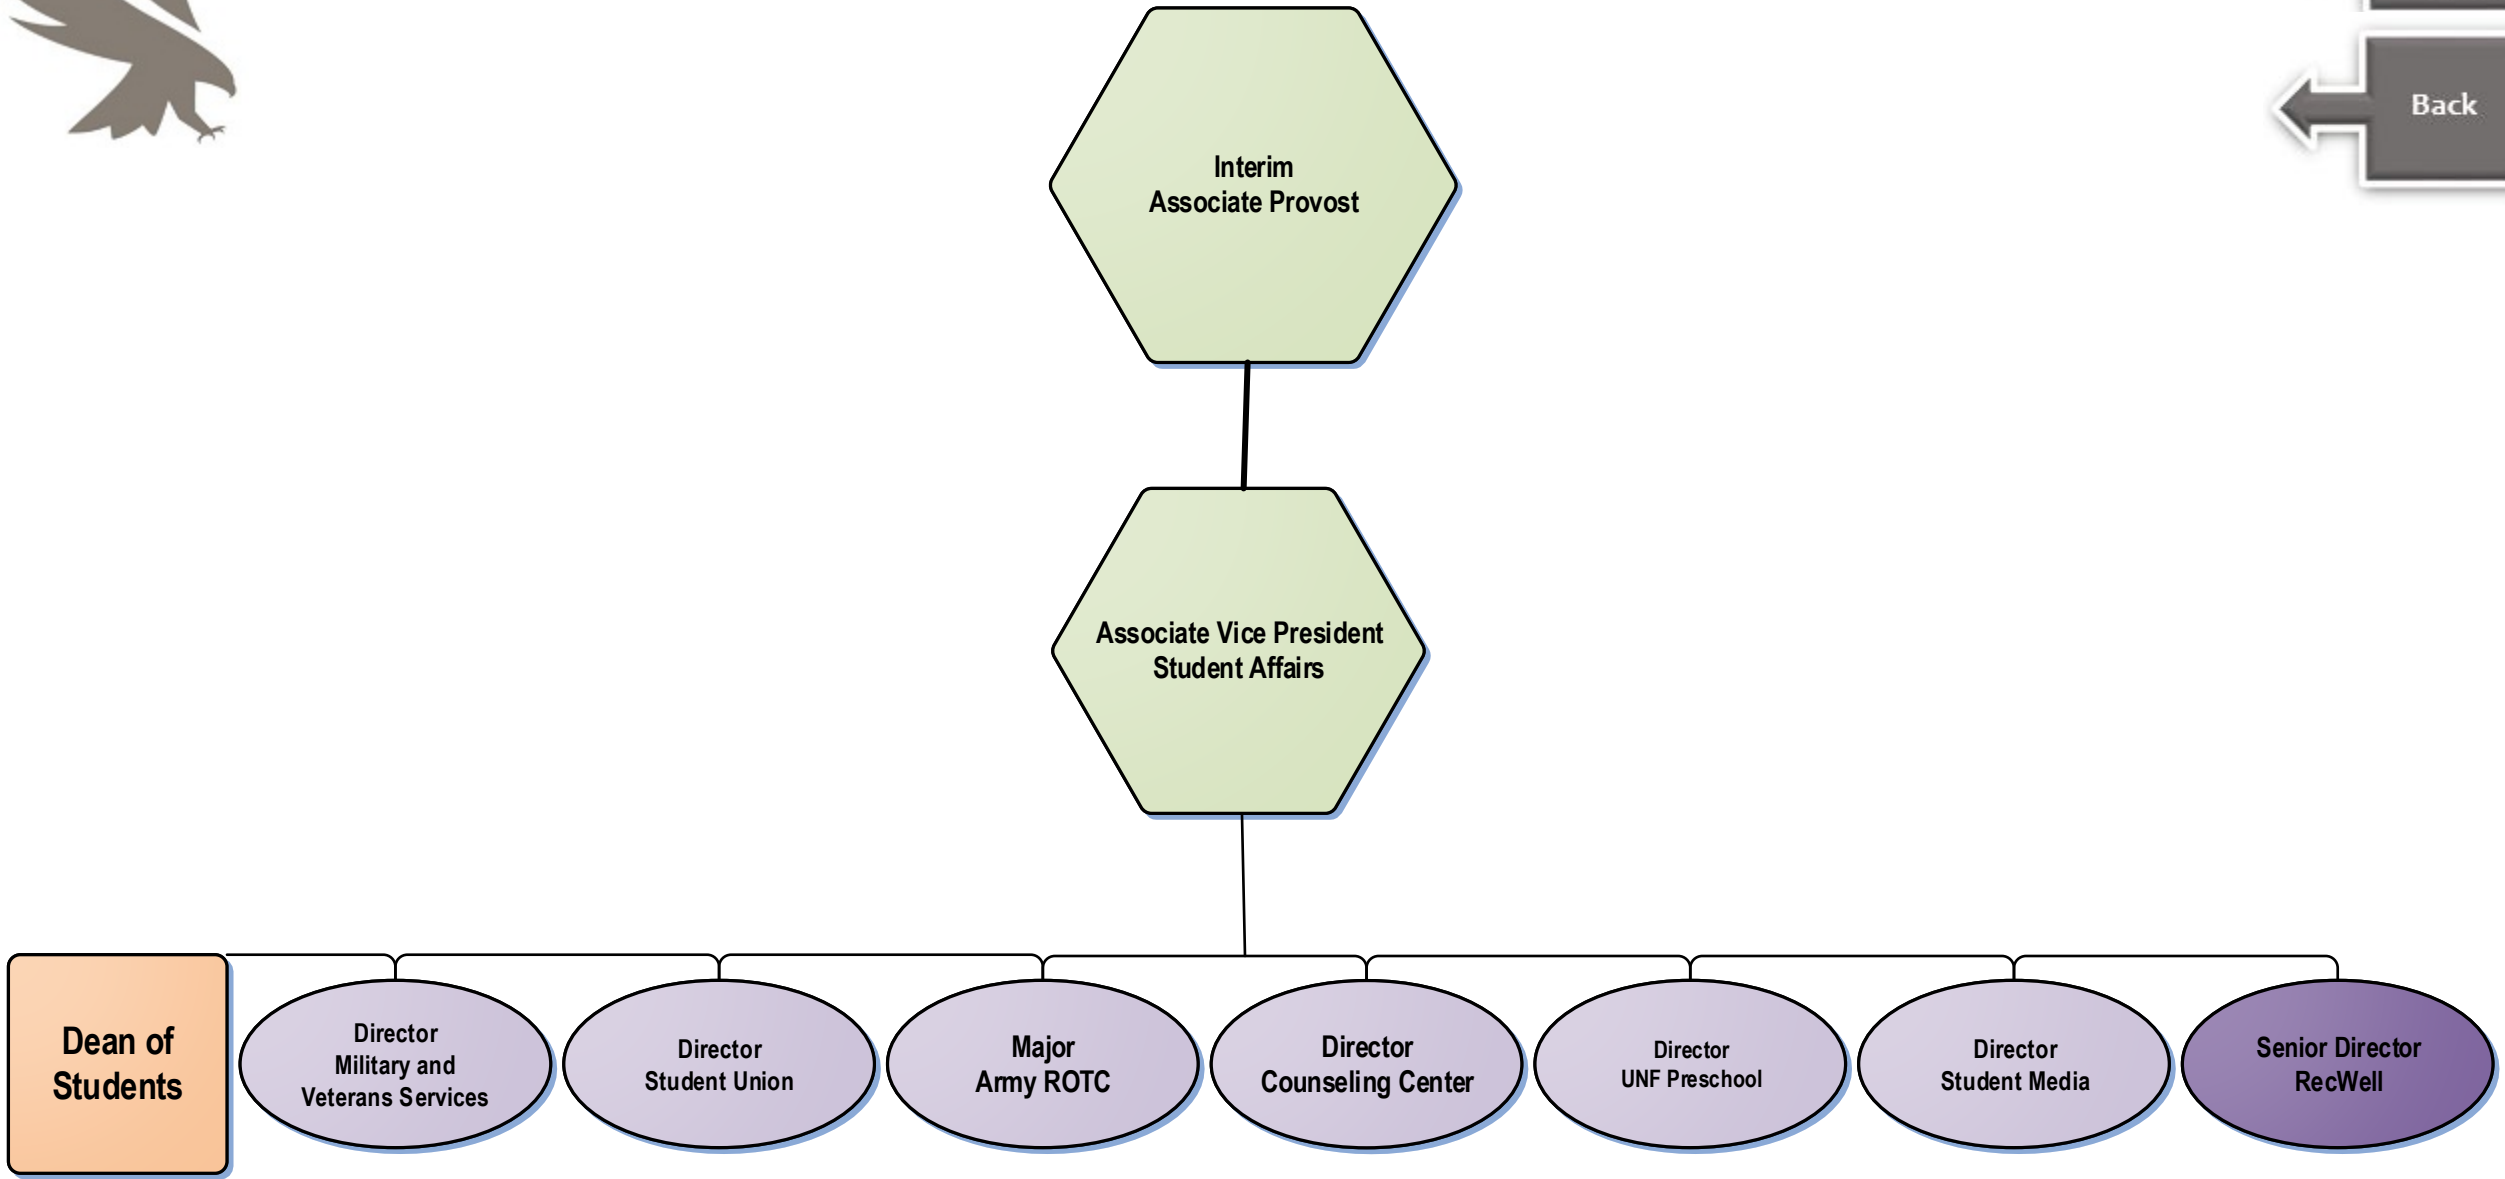 Back
Interim
Associate Provost
Associate Vice President
Student Affairs
Dean of
Students
Director
Military and
Veterans Services
Director
Student Union
Major
Army ROTC
Director
Counseling Center
Director
UNF Preschool
Director
Student Media
Senior Director
RecWell